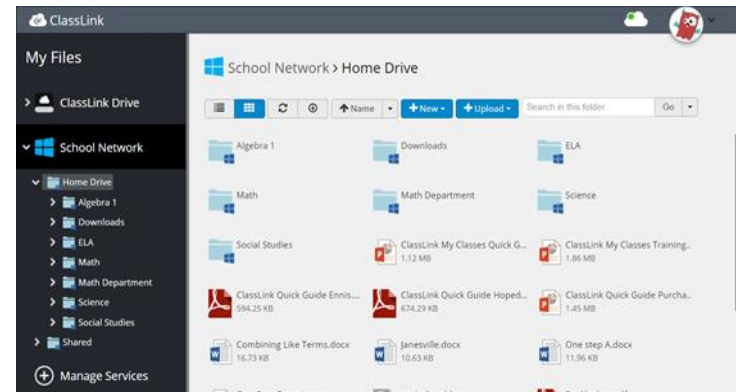 ClassLink
My Files
ClassLink Drive
School Network
Home Drive
Algebra 1
Downloads
ELA
Math
Math Department
Science
Social Studies
Shared
Manage Services
School Network > Home Drive
Name + New + Upload Search in this folder Go
Algebra 1 Downloads ELA
Math Math Department Science
Social Studies ClassLink My Classes Quick G... ClassLink My Classes Training..
1.12 MB 1.86 MB
ClassLink Quick Guide Ennis.... ClassLink Quick Guide Hoped... ClassLink Quick Guide Purcha..
594.25 KB 674.29 KB 1.45 MB
Combining Like Terms.docx Janesville.docx One step A.docx
16.73 KB 10.63 KB 11.96 KB